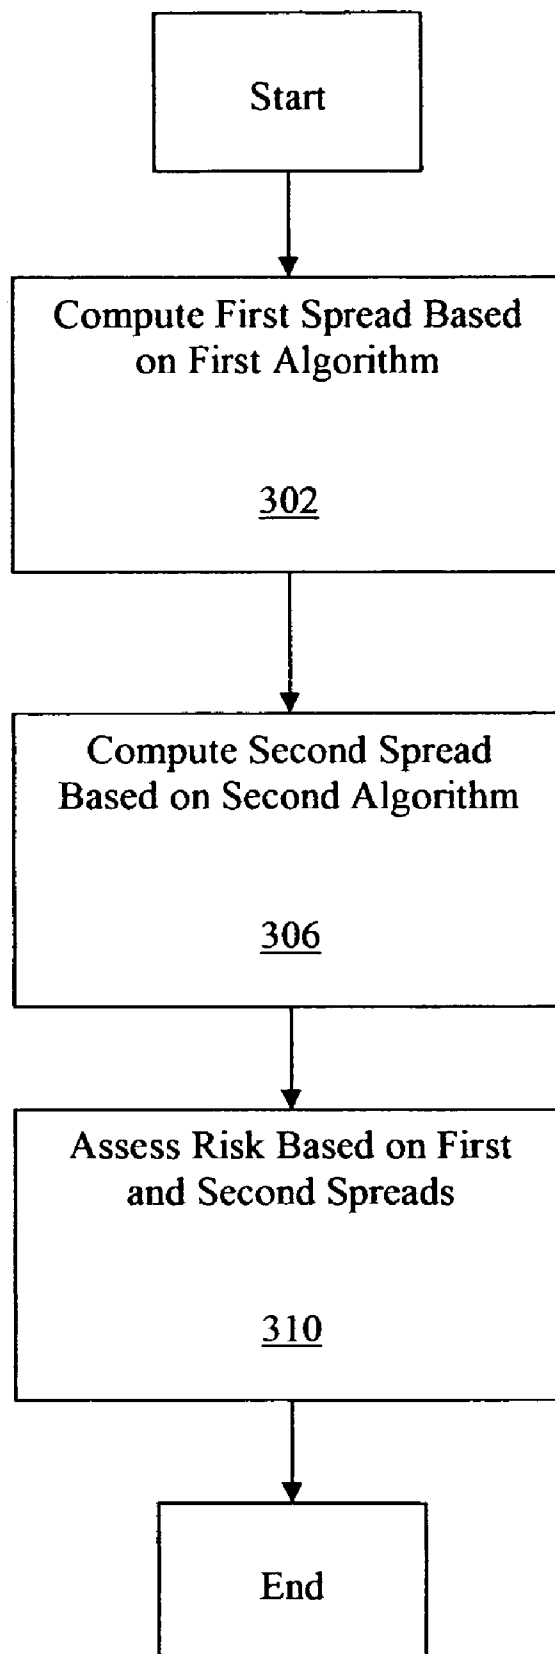 Start
Compute First Spread Based
on First Algorithm
302
Compute Second Spread
Based on Second Algorithm
306
Assess Risk Based on First
and Second Spreads
310
End